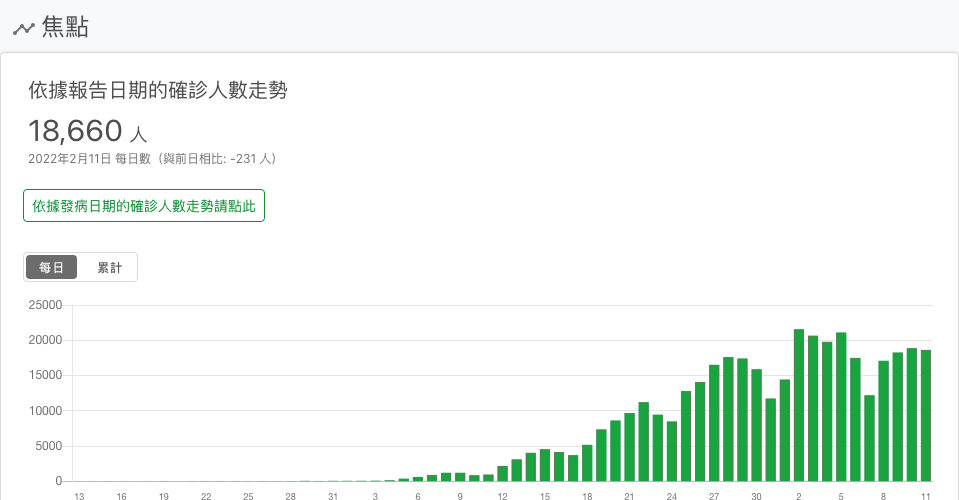 焦點
依據報告日期的確診人數走勢
18,660 人
2022年2月11日 每日數（與前日相比: -231 人）
依據發病日期的確診人數走勢請點此
每日 累計
25000
20000
15000
10000
5000
0
13 16 19 22 25 28 31 3 6 9 12 15 18 21 24 27 30 2 5 8 11